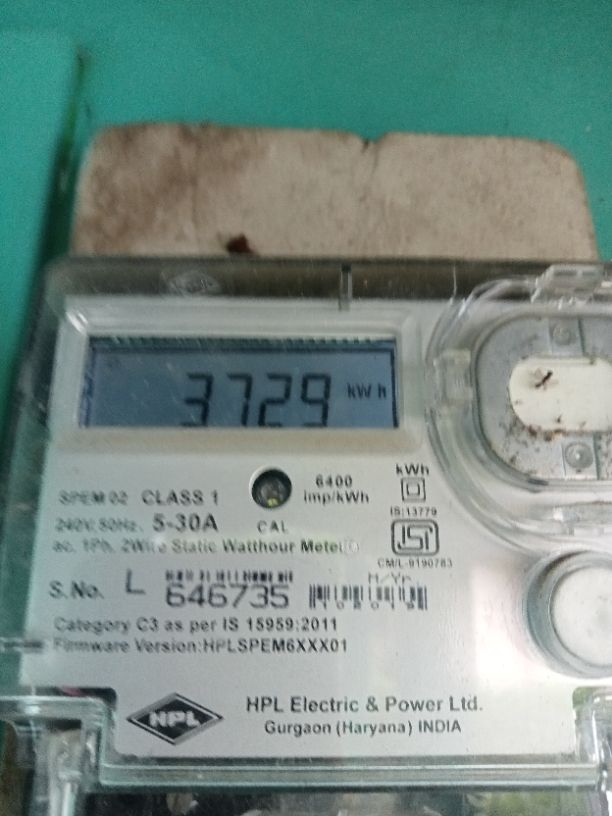 3729 kWh
SPEM 02 CLASS 1
6400 imp/kWh
kWh
240V, 50Hz, 5-30A
CAL
IS:13779
ac. 1Ph. 2Wire Static Watthour Meter
ISI
CM/L-9190783
S.No. L 646735
M/Yr.
Category C3 as per IS 15959:2011
Firmware Version:HPLSPEM6XXX01
HPL
HPL Electric & Power Ltd.
Gurgaon (Haryana) INDIA